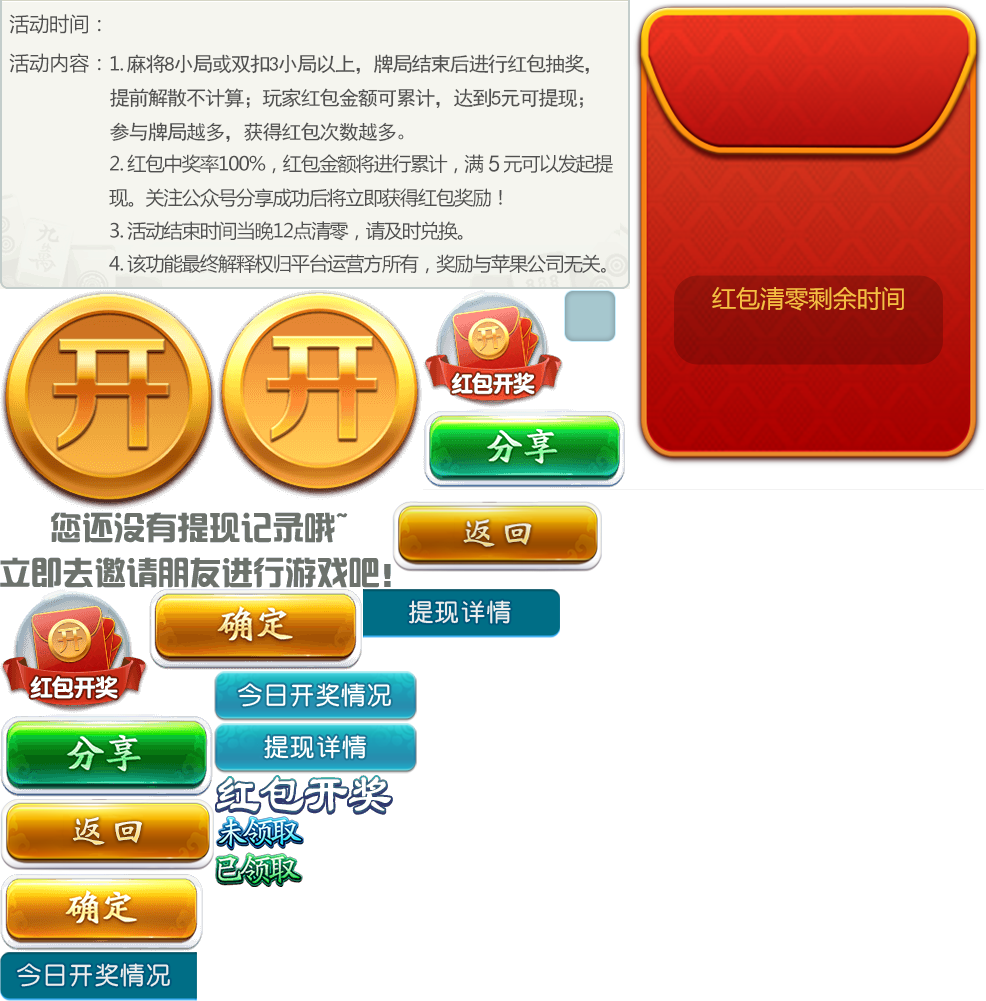 活动时间：
活动内容：1. 麻将8小局或双扣3小局以上，牌局结束后进行红包抽奖，
提前解散不计算；玩家红包金额可累计，达到5元可提现；
参与牌局越多，获得红包次数越多。
2. 红包中奖率100%，红包金额将进行累计，满 5 元可以发起提
现。关注公众号分享成功后将立即获得红包奖励！
3. 活动结束时间当晚12点清零，请及时兑换。
4. 该功能最终解释权归平台运营方所有，奖励与苹果公司无关。
九萬
红包清零剩余时间
开
开
开
红包开奖
分享
返回
您还没有提现记录哦~
立即去邀请朋友进行游戏吧！
开
红包开奖
确定
提现详情
今日开奖情况
分享
提现详情
红包开奖
返回
未领取
已领取
确定
今日开奖情况